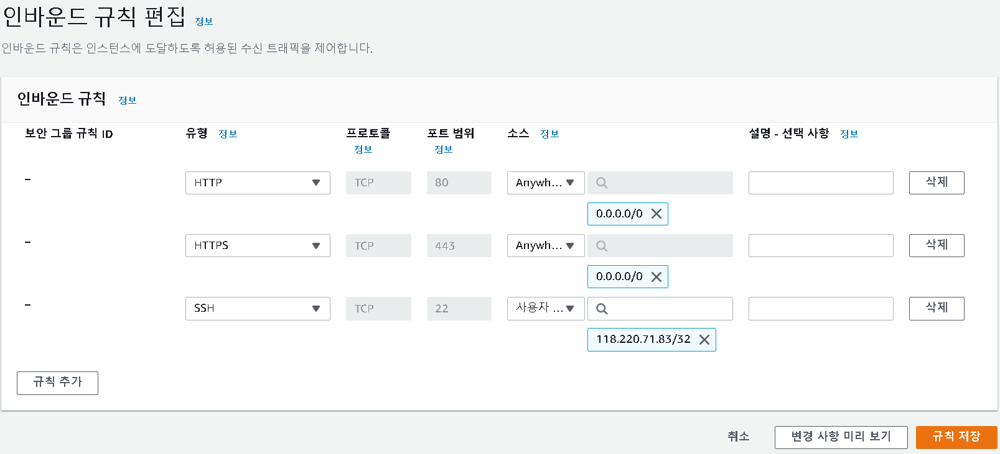 인바운드 규칙 편집 정보
인바운드 규칙은 인스턴스에 도달하도록 허용된 수신 트래픽을 제어합니다.
인바운드 규칙 정보
보안 그룹 규칙 ID 유형 정보 프로토콜 포트 범위 소스 정보 설명 - 선택 사항 정보
정보 정보
– HTTP TCP 80 Anywh... 삭제
0.0.0.0/0
– HTTPS TCP 443 Anywh... 삭제
0.0.0.0/0
– SSH TCP 22 사용자 ... 삭제
118.220.71.83/32
규칙 추가
취소 변경 사항 미리 보기 규칙 저장